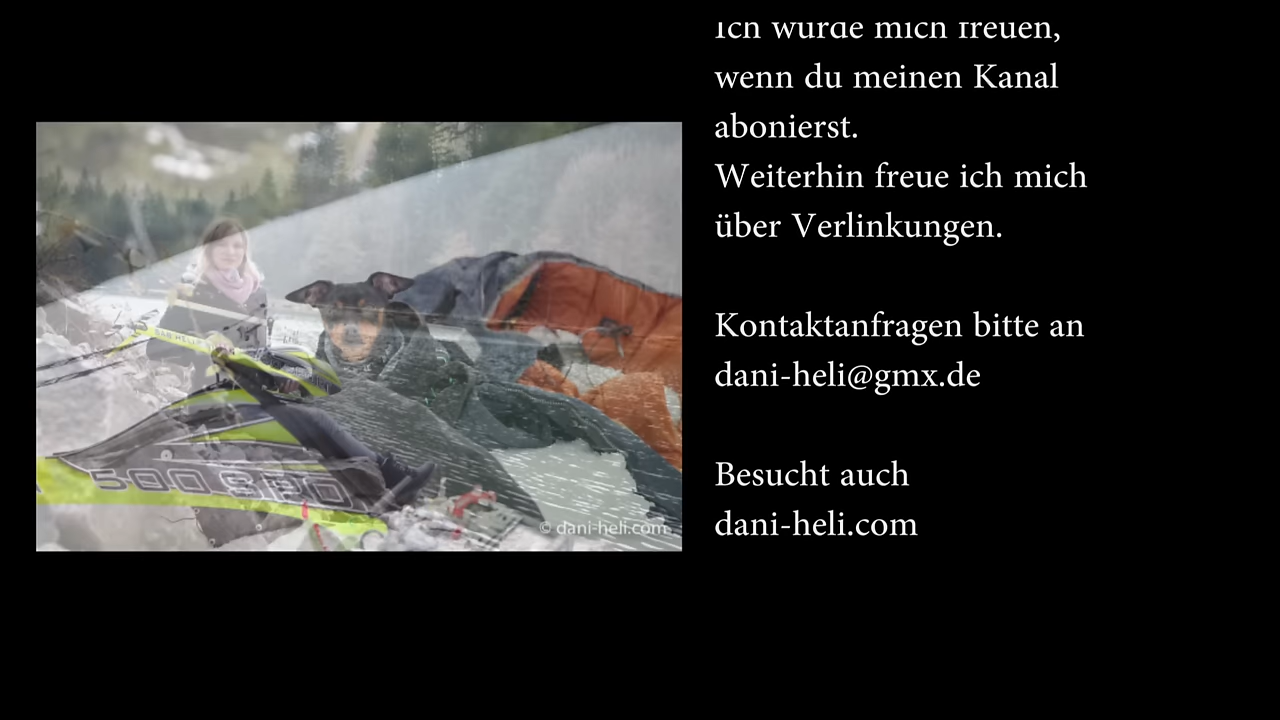 Ich würde mich freuen,
wenn du meinen Kanal
abonierst.
Weiterhin freue ich mich
über Verlinkungen.
Kontaktanfragen bitte an
dani-heli@gmx.de
Besucht auch
dani-heli.com
500
© dani-heli.com